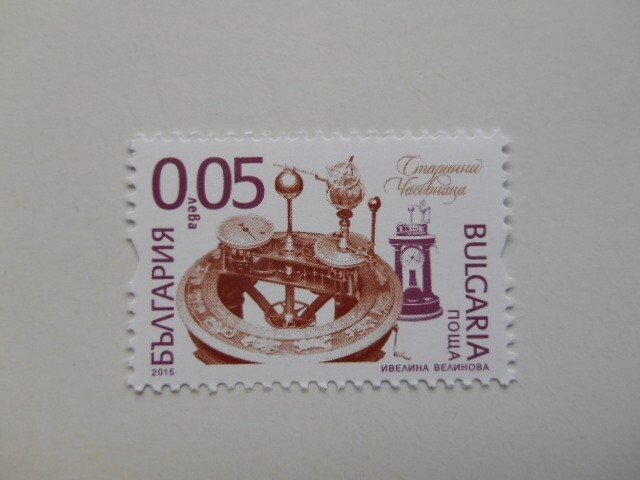 0.05
лева
Старинни
Часовници
БЪЛГАРИЯ
BULGARIA
ПОЩА
2015
ИВЕЛИНА ВЕЛИНОВА